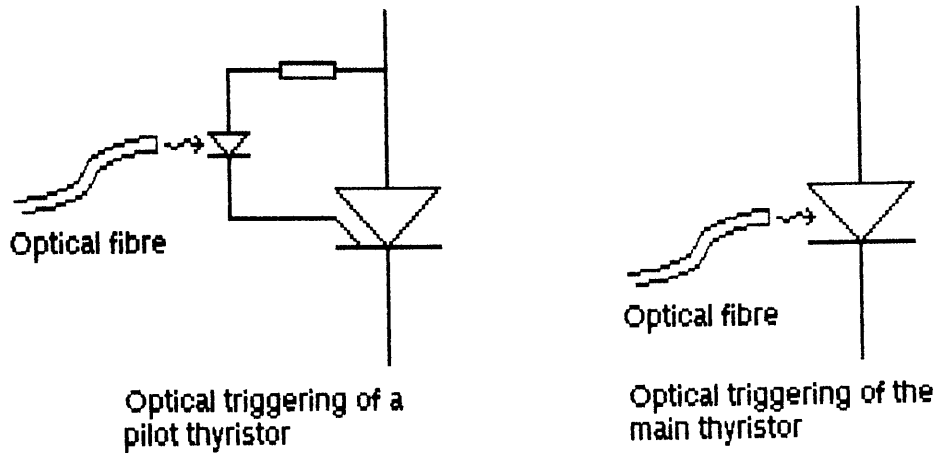 Optical fibre
Optical triggering of a
pilot thyristor
Optical fibre
Optical triggering of the
main thyristor